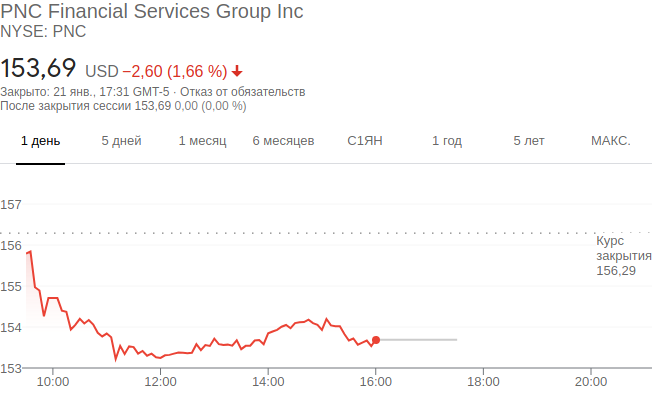 PNC Financial Services Group Inc
NYSE: PNC
153,69 USD −2,60 (1,66 %)
Закрыто: 21 янв., 17:31 GMT-5 · Отказ от обязательств
После закрытия сессии 153,69 0,00 (0,00 %)
1 день 5 дней 1 месяц 6 месяцев С1ЯН 1 год 5 лет МАКС.
157
156
155
154
153
Курс
закрытия
156,29
10:00 12:00 14:00 16:00 18:00 20:00